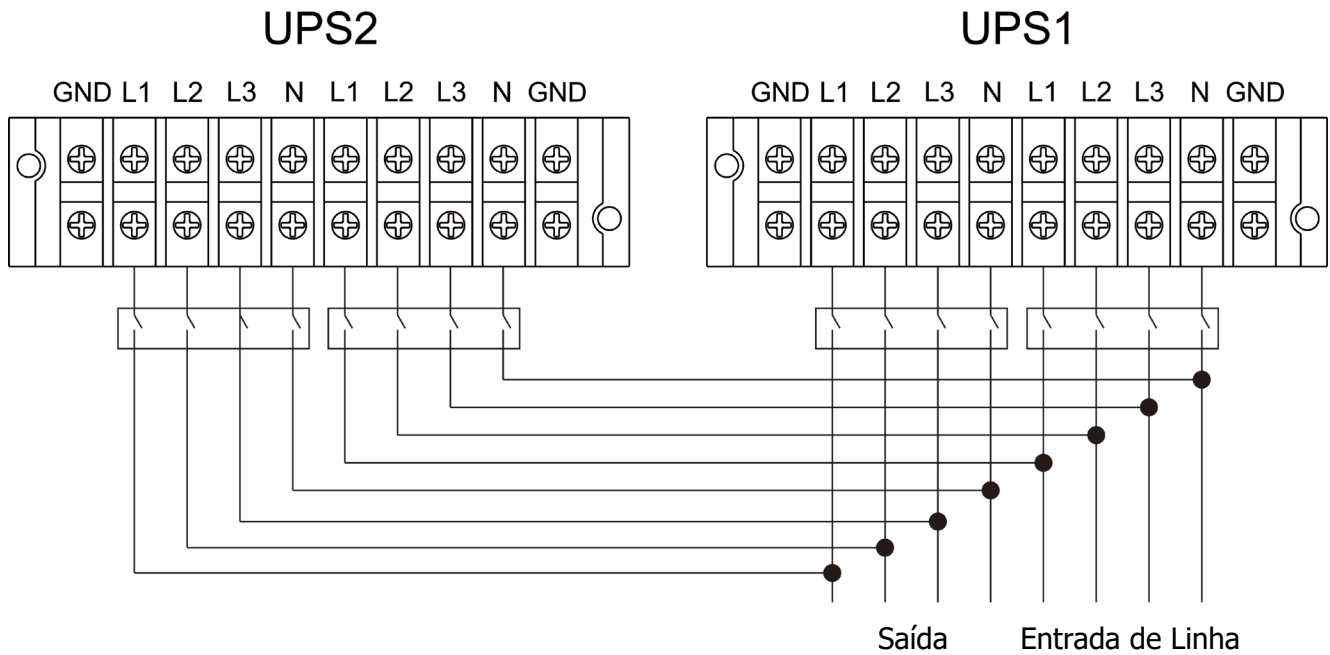 UPS2 UPS1
GND L1 L2 L3 N L1 L2 L3 N GND GND L1 L2 L3 N L1 L2 L3 N GND
Saída Entrada de Linha